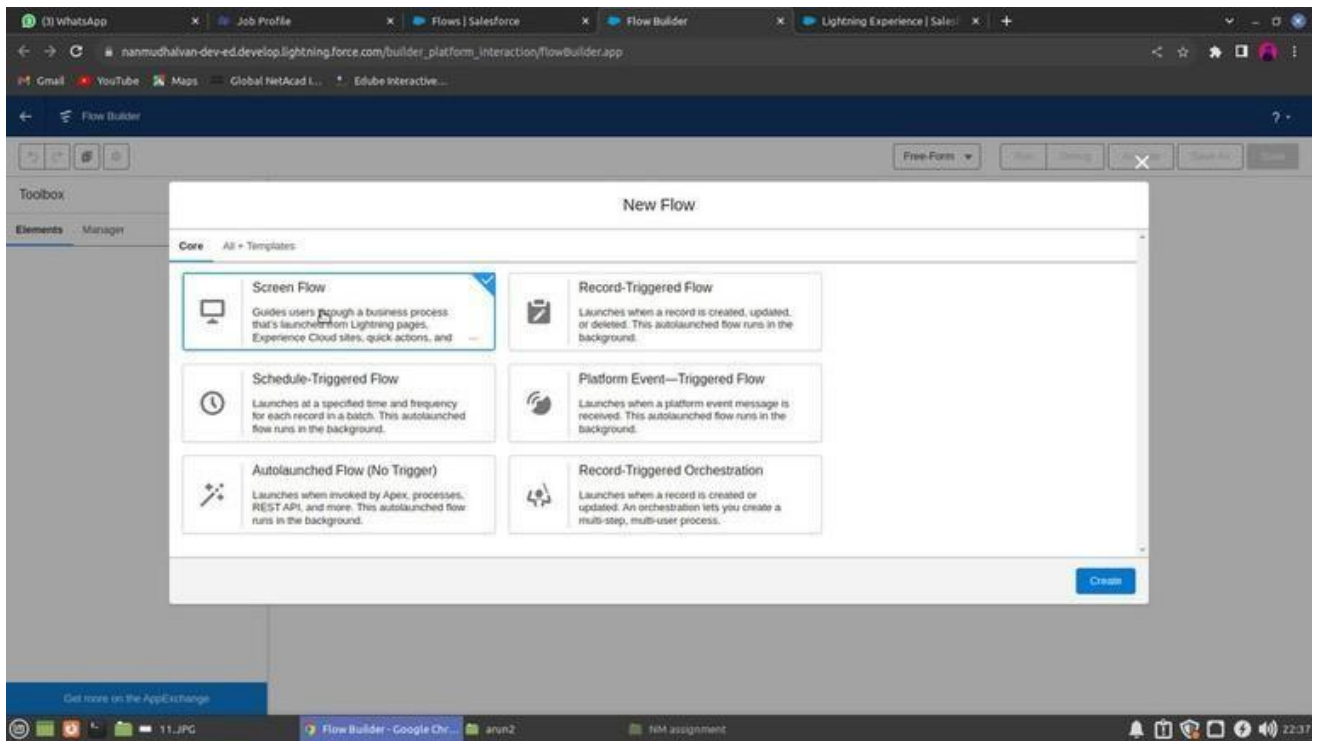 (3) WhatsApp
Job Profile
Flows | Salesforce
Flow Builder
Lightning Experience | Sales
nanmudhalvan-dev-ed.develop.lightning.force.com/builder_platform_interaction/flowBuilder.app
Gmail
YouTube
Maps
Global NetAcad L...
Edube Interactive...
Flow Builder
?
Free-Form
Run
Debug
Save As
Toolbox
Elements
Manager
New Flow
Core
All + Templates
Screen Flow
Guides users through a business process
that's launched from Lightning pages,
Experience Cloud sites, quick actions, and
Record-Triggered Flow
Launches when a record is created, updated,
or deleted. This autolaunched flow runs in the
background.
Schedule-Triggered Flow
Launches at a specified time and frequency
for each record in a batch. This autolaunched
flow runs in the background.
Platform Event—Triggered Flow
Launches when a platform event message is
received. This autolaunched flow runs in the
background.
Autolaunched Flow (No Trigger)
Launches when invoked by Apex, processes,
REST API, and more. This autolaunched flow
runs in the background.
Record-Triggered Orchestration
Launches when a record is created or
updated. An orchestration lets you create a
multi-step, multi-user process.
Create
Get more on the AppExchange
11.JPG
Flow Builder - Google Chr...
arun2
NM assignment
22:37